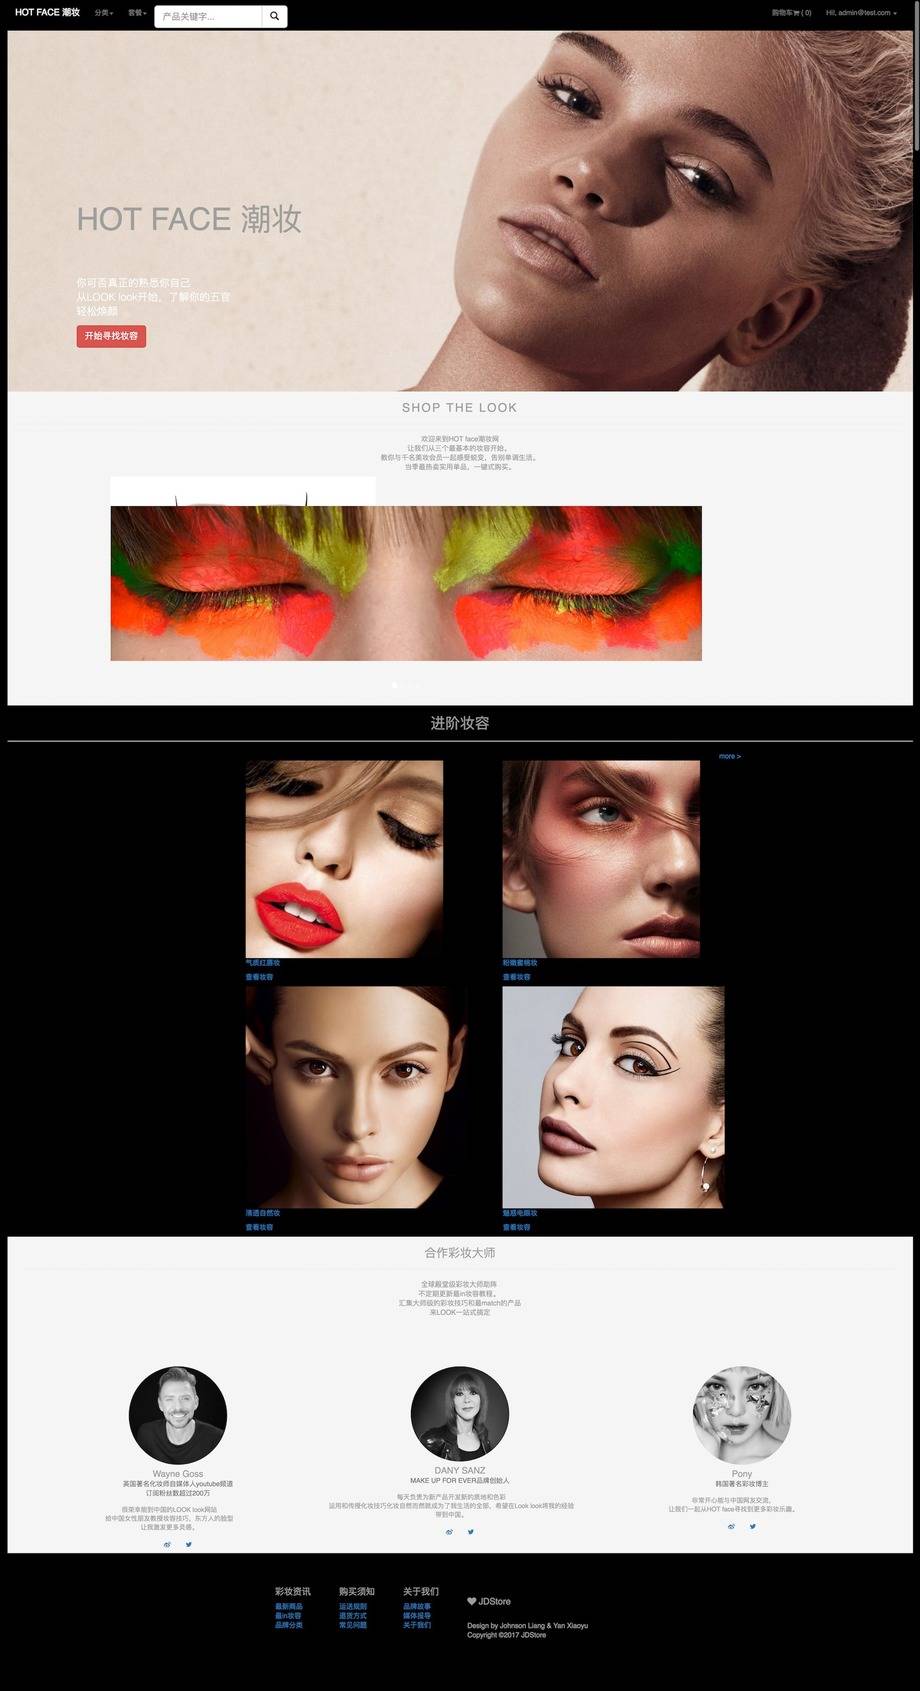 HOT FACE 潮妆
分类
套餐
产品关键字...
购物车 ( 0)
Hi!, admin@test.com
HOT FACE 潮妆
你可否真正的熟悉你自己
从LOOK look开始，了解你的五官
轻松焕颜
开始寻找妆容
SHOP THE LOOK
欢迎来到HOT face潮妆网
让我们从三个最基本的妆容开始。
教你与千名美妆会员一起感受蜕变，告别单调生活。
当季最热卖实用单品，一键式购买。
进阶妆容
more >
气质红唇妆
查看妆容
粉嫩蜜桃妆
查看妆容
清透自然妆
查看妆容
魅惑电眼妆
查看妆容
合作彩妆大师
全球殿堂级彩妆大师助阵
不定期更新最in妆容教程。
汇集大师级的彩妆技巧和最match的产品
来LOOK一站式搞定
Wayne Goss
英国著名化妆师自媒体人youtube频道
订阅粉丝数超过200万
很荣幸能到中国的LOOK look网站
给中国女性朋友教授妆容技巧，东方人的脸型
让我激发更多灵感。
DANY SANZ
MAKE UP FOR EVER品牌创始人
每天负责为新产品开发新的质地和色彩
运用和传授化妆技巧化妆自然而然就成为了我生活的全部，希望在Look look将我的经验
带到中国。
Pony
韩国著名彩妆博主
非常开心能与中国网友交流，
让我们一起从HOT face寻找到更多彩妆乐趣。
彩妆资讯
最新商品
最in妆容
品牌分类
购买须知
运送规则
退货方式
常见问题
关于我们
品牌故事
媒体报导
关于我们
JDStore
Design by Johnson Liang & Yan Xiaoyu
Copyright ©2017 JDStore